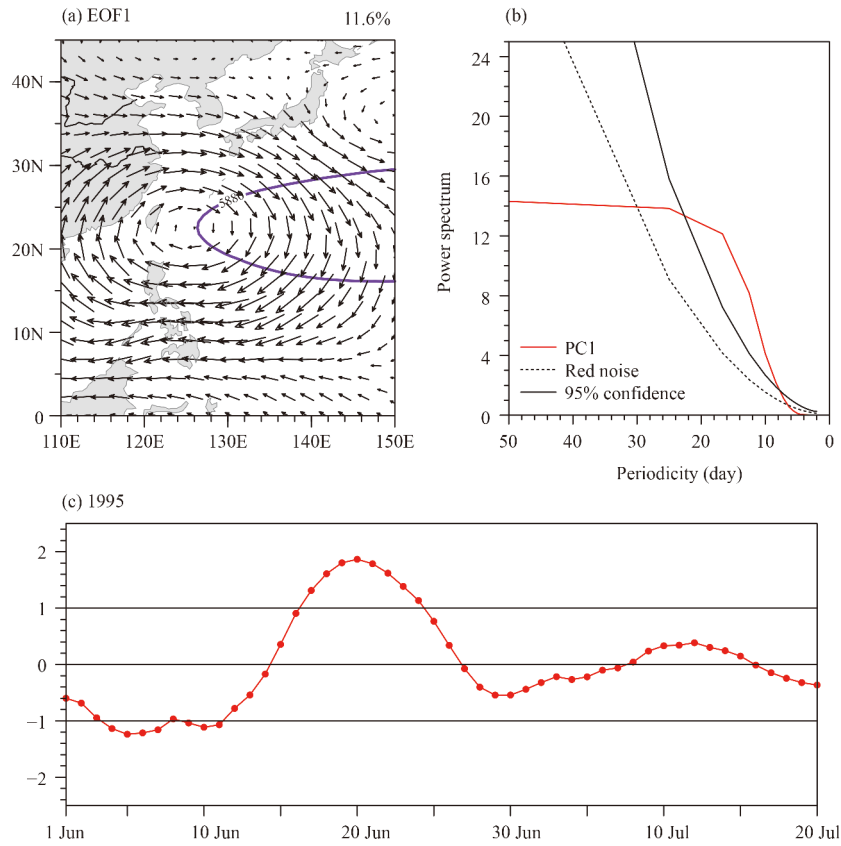 (a) EOF1 11.6%
40N
30N
20N
10N
0
110E 120E 130E 140E 150E
5880
(b)
24
20
16
12
8
4
0
Power spectrum
PC1
Red noise
95% confidence
50 40 30 20 10 0
Periodicity (day)
(c) 1995
2
1
0
−1
−2
1 Jun 10 Jun 20 Jun 30 Jun 10 Jul 20 Jul